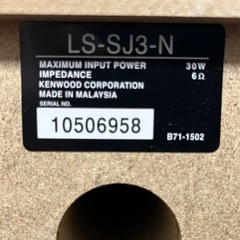 LS-SJ3-N
MAXIMUM INPUT POWER 30W
IMPEDANCE 6Ω
KENWOOD CORPORATION
MADE IN MALAYSIA
SERIAL NO.
10506958
B71-1502